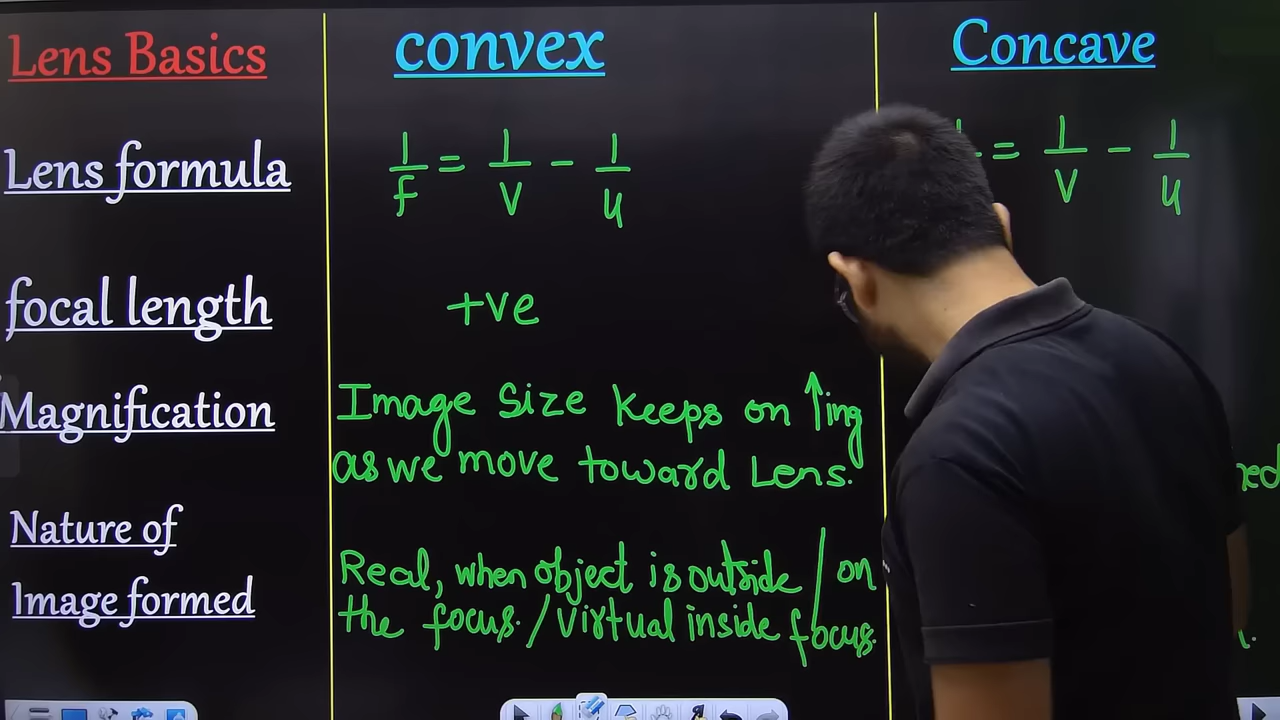 Lens Basics
convex
Concave
Lens formula
1/f = 1/v - 1/u
= 1/v - 1/u
focal length
+ve
Magnification
Image Size keeps on ↑ing
as we move toward Lens.
Nature of
Image formed
Real, when object is outside / on
the focus. / virtual inside focus.